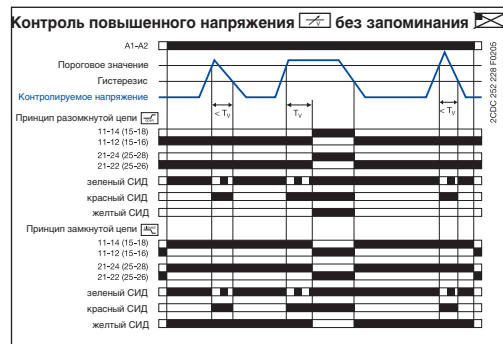 Контроль повышенного напряжения без запоминания
A1-A2
Пороговое значение
Гистерезис
Контролируемое напряжение
< Tv
Tv
< Tv
Принцип разомкнутой цепи
11-14 (15-18)
11-12 (15-16)
21-24 (25-28)
21-22 (25-26)
зеленый СИД
красный СИД
желтый СИД
Принцип замкнутой цепи
11-14 (15-18)
11-12 (15-16)
21-24 (25-28)
21-22 (25-26)
зеленый СИД
красный СИД
желтый СИД
2CDC 252 228 F0205